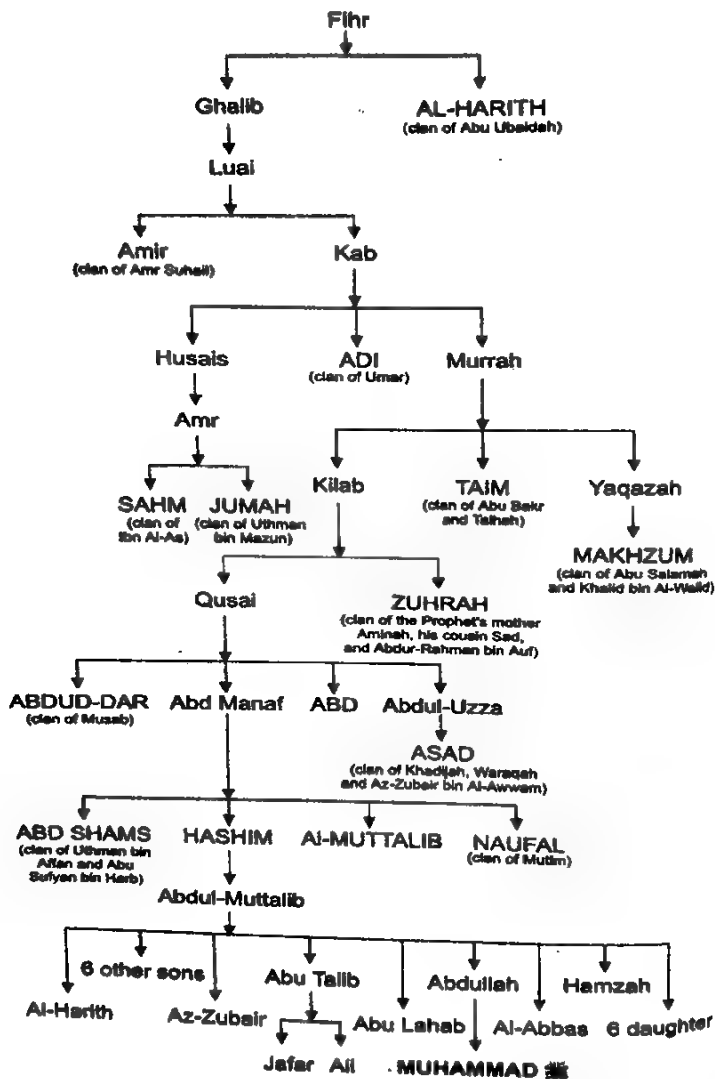 Fihr
Ghalib
AL-HARITH
(clan of Abu Ubaidah)
Luai
Amir
(clan of Amr Suhail)
Kab
Husais
ADI
(clan of Umar)
Murrah
Amr
SAHM
(clan of
Ibn Al-As)
JUMAH
(clan of Uthman
bin Mazun)
Kilab
TAIM
(clan of Abu Bakr
and Talhah)
Yaqazah
MAKHZUM
(clan of Abu Salamah
and Khalid bin Al-Walid)
Qusai
ZUHRAH
(clan of the Prophet's mother
Aminah, his cousin Sad,
and Abdur-Rahman bin Auf)
ABDUD-DAR
(clan of Musab)
Abd Manaf
ABD
Abdul-Uzza
ASAD
(clan of Khadijah, Waraqah
and Az-Zubair bin Al-Awwam)
ABD SHAMS
(clan of Uthman bin
Affan and Abu
Sufyan bin Harb)
HASHIM
Al-MUTTALIB
NAUFAL
(clan of Mutim)
Abdul-Muttalib
Al-Harith
6 other sons
Az-Zubair
Abu Talib
Abu Lahab
Abdullah
Al-Abbas
Hamzah
6 daughter
Jafar
Ali
MUHAMMAD ﷺ